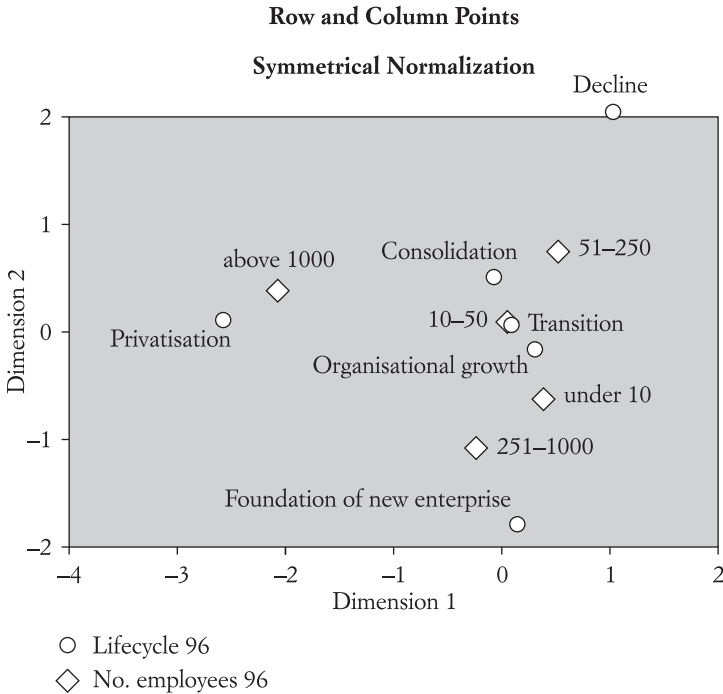 Row and Column Points
Symmetrical Normalization
Decline
2
1
0
–1
–2
Dimension 2
above 1000
Consolidation
51–250
Privatisation
10–50
Transition
Organisational growth
under 10
251–1000
Foundation of new enterprise
–4 –3 –2 –1 0 1 2
Dimension 1
Lifecycle 96
No. employees 96